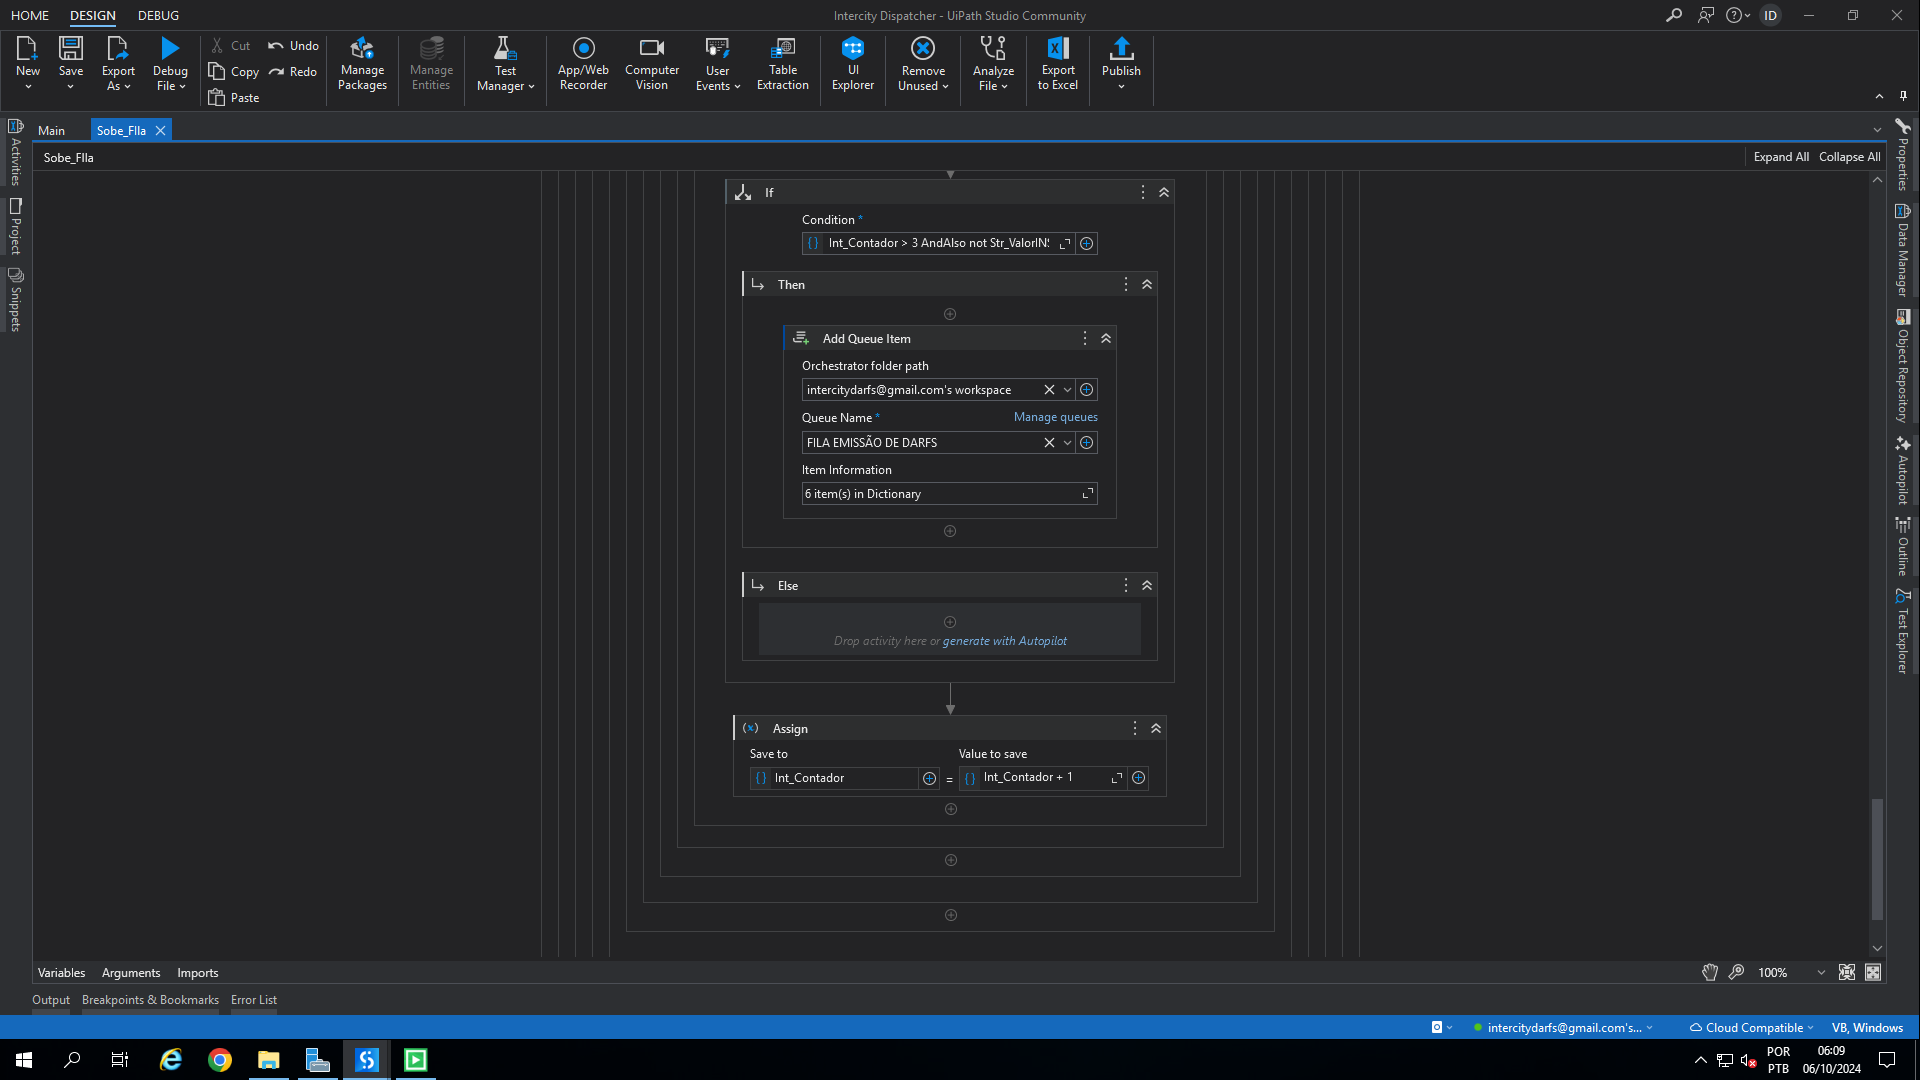 HOME DESIGN DEBUG
Intercity Dispatcher - UiPath Studio Community
ID
New
Save
Export As
Debug File
Cut
Copy
Paste
Undo
Redo
Manage Packages
Manage Entities
Test Manager
App/Web Recorder
Computer Vision
User Events
Table Extraction
UI Explorer
Remove Unused
Analyze File
Export to Excel
Publish
Main
Sobe_FIla
Sobe_FIla
Expand All Collapse All
Activities
Project
Snippets
If
Condition *
Int_Contador > 3 AndAlso not Str_ValorIN
Then
Add Queue Item
Orchestrator folder path
intercitydarfs@gmail.com's workspace
Queue Name * Manage queues
FILA EMISSÃO DE DARFS
Item Information
6 item(s) in Dictionary
Else
Drop activity here or generate with Autopilot
Assign
Save to Value to save
Int_Contador = Int_Contador + 1
Properties
Data Manager
Object Repository
Autopilot
Outline
Test Explorer
Variables Arguments Imports
100%
Output Breakpoints & Bookmarks Error List
intercitydarfs@gmail.com's...
Cloud Compatible
VB, Windows
POR
PTB
06:09
06/10/2024